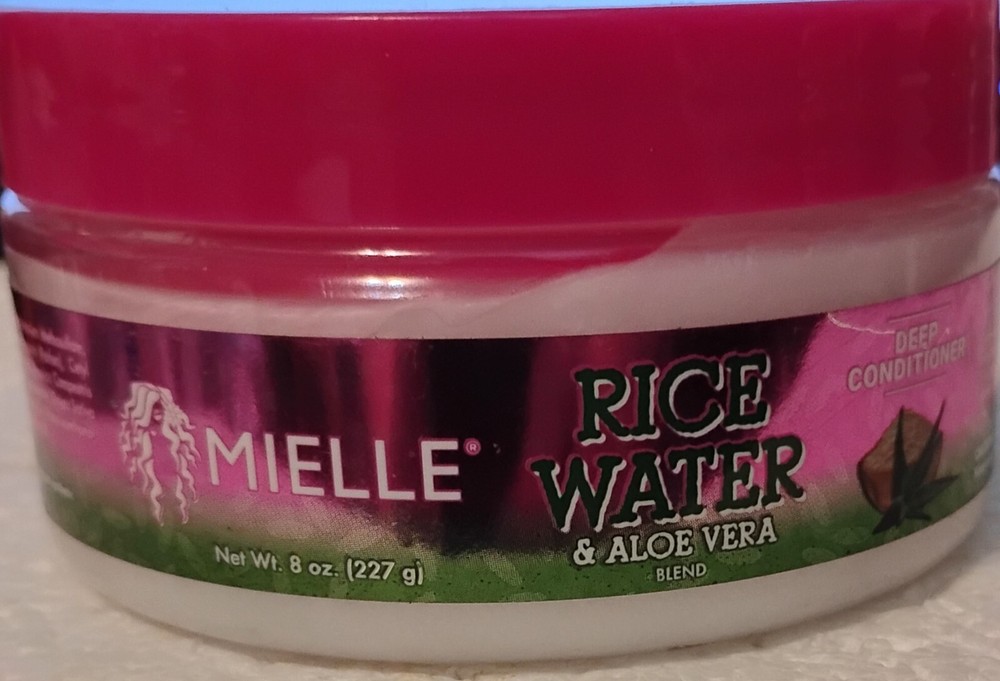 MIELLE®
Net Wt. 8 oz. (227 g)
RICE
WATER
& ALOE VERA
BLEND
DEEP
CONDITIONER